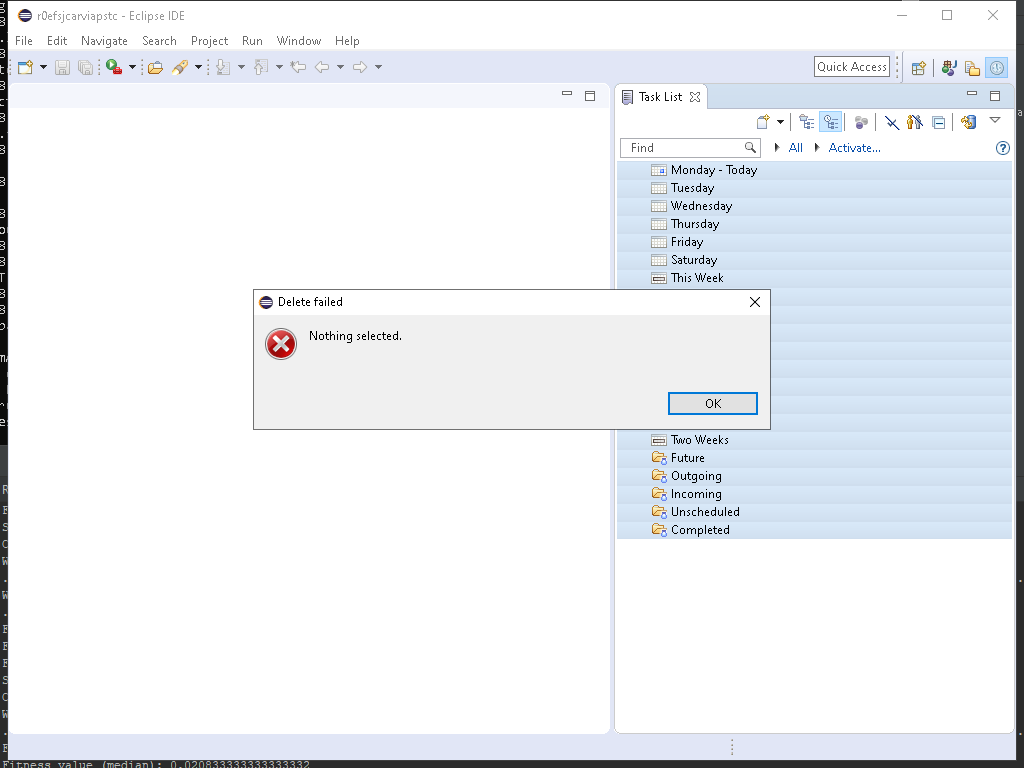 r0efsjcarviapstc - Eclipse IDE
File Edit Navigate Search Project Run Window Help
Quick Access
Task List
Find
All
Activate...
Monday - Today
Tuesday
Wednesday
Thursday
Friday
Saturday
This Week
Delete failed
Nothing selected.
OK
Two Weeks
Future
Outgoing
Incoming
Unscheduled
Completed
Fitness value (median): 0.020833333333333332